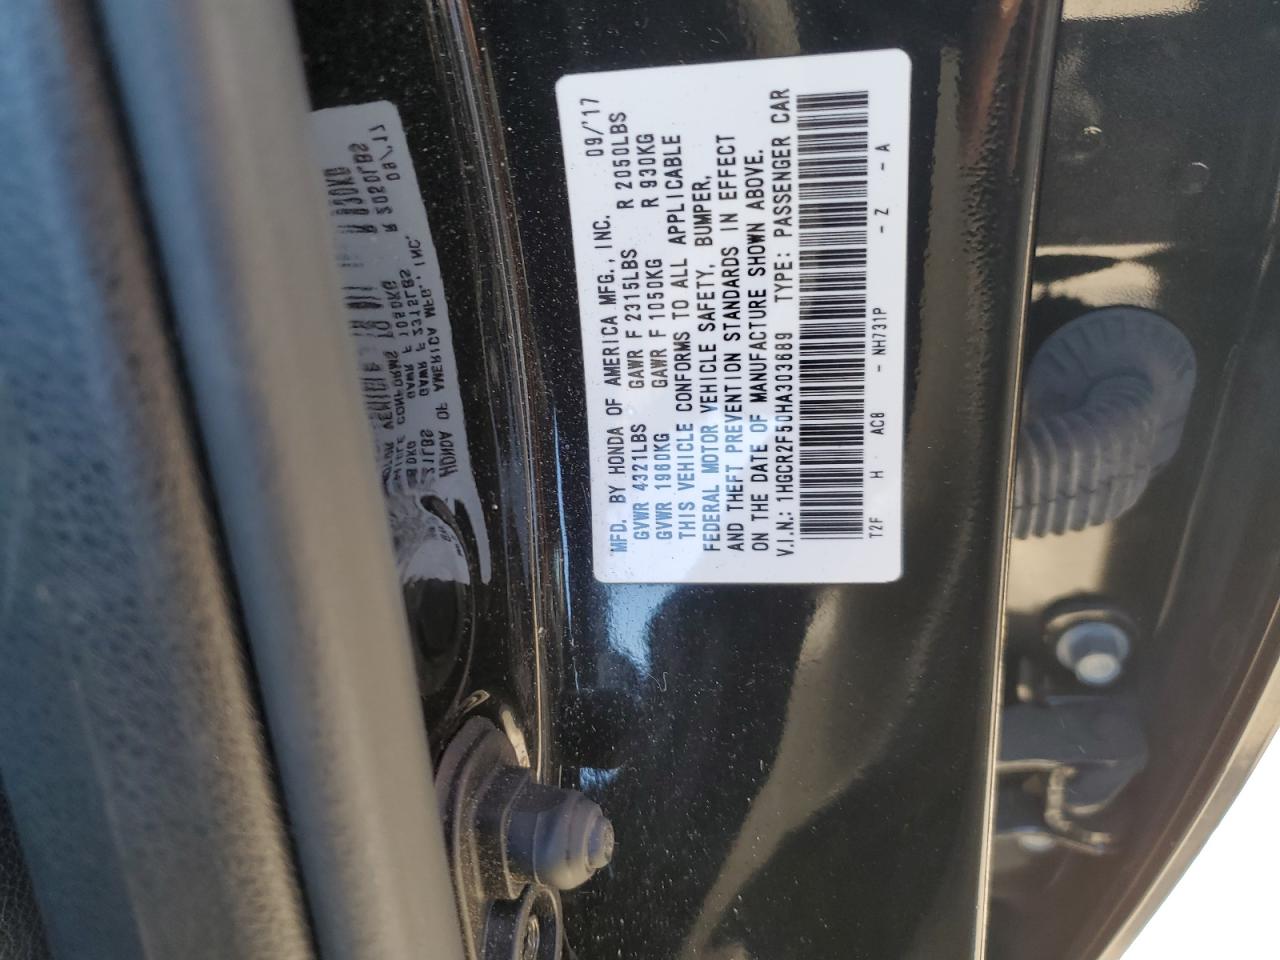 MFD. BY HONDA OF AMERICA MFG., INC. 09/'17
GVWR 4321LBS GAWR F 2315LBS R 2050LBS
GVWR 1960KG GAWR F 1050KG R 930KG
THIS VEHICLE CONFORMS TO ALL APPLICABLE
FEDERAL MOTOR VEHICLE SAFETY, BUMPER,
AND THEFT PREVENTION STANDARDS IN EFFECT
ON THE DATE OF MANUFACTURE SHOWN ABOVE.
V.I.N.: 1HGCR2F50HA303689 TYPE: PASSENGER CAR
T2F H AC8 - NH731P - Z - A